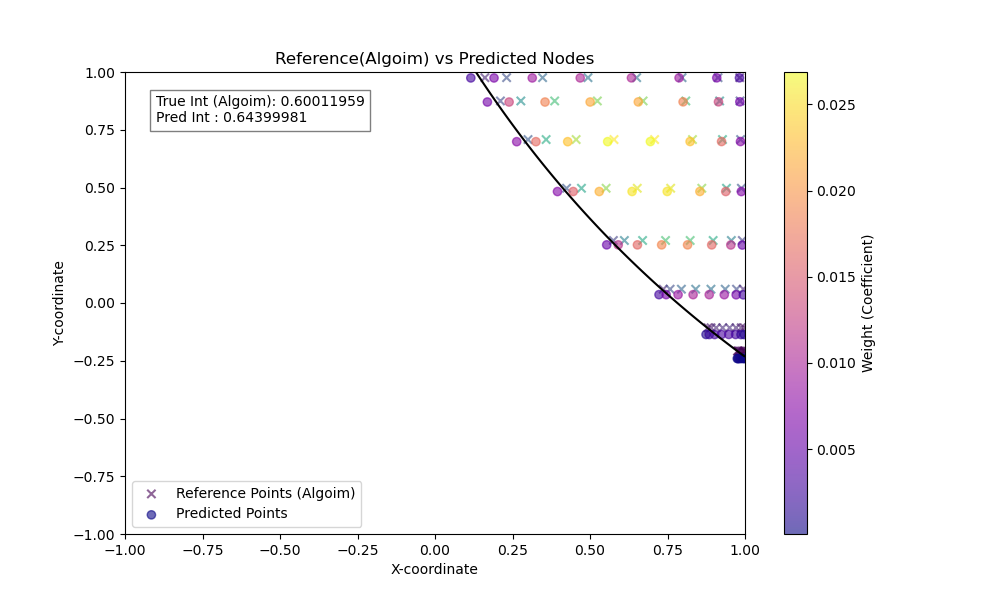 Reference(Algoim) vs Predicted Nodes
True Int (Algoim): 0.60011959
Pred Int : 0.64399981
1.00
0.75
0.50
0.25
0.00
−0.25
−0.50
−0.75
−1.00
Y-coordinate
Reference Points (Algoim)
Predicted Points
−1.00 −0.75 −0.50 −0.25 0.00 0.25 0.50 0.75 1.00
X-coordinate
0.025
0.020
0.015
0.010
0.005
Weight (Coefficient)